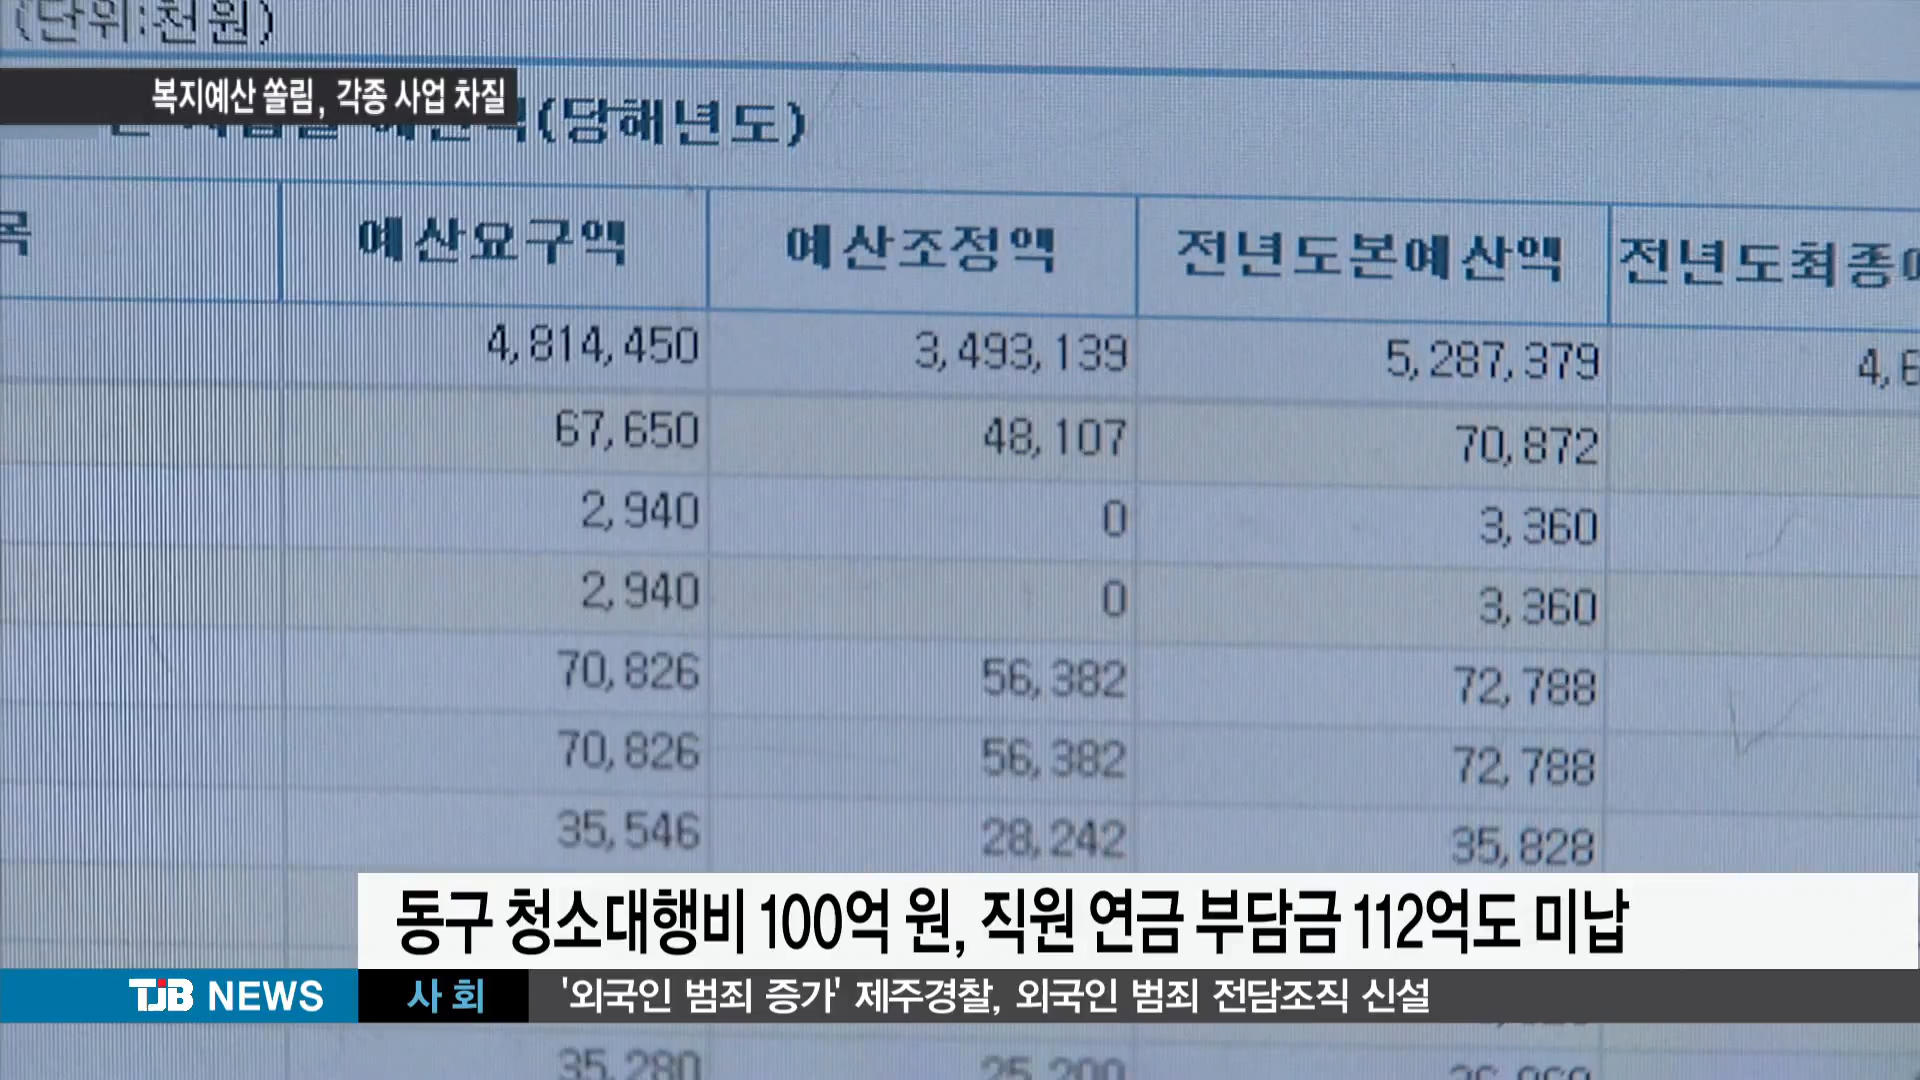 (단위:천원)
복지예산 쏠림, 각종 사업 차질
(당해년도)
예산요구액 예산조정액 전년도본예산액 전년도최종
4,814,450 3,493,139 5,287,379
67,650 48,107 70,872
2,940 0 3,360
2,940 0 3,360
70,826 56,382 72,788
70,826 56,382 72,788
35,546 28,242 35,828
동구 청소대행비 100억 원, 직원 연금 부담금 112억도 미납
TJB NEWS 사회 '외국인 범죄 증가' 제주경찰, 외국인 범죄 전담조직 신설
35,280